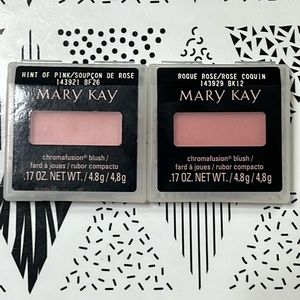 HINT OF PINK/SOUPÇON DE ROSE
143921 BF26
MARY KAY
chromafusion® blush /
fard à joues / rubor compacto
.17 OZ. NET WT. / 4.8g / 4,8g
ROGUE ROSE/ROSE COQUIN
143929 BK12
MARY KAY
chromafusion® blush /
fard à joues / rubor compacto
.17 OZ. NET WT. / 4.8g / 4,8g